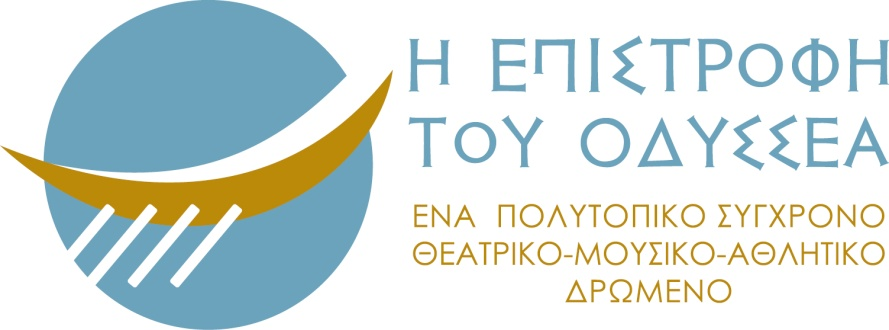 Η ΕΠΙΣΤΡΟΦΗ
ΤΟΥ ΟΔΥΣΣΕΑ
ΕΝΑ ΠΟΛΥΤΟΠΙΚΟ ΣΥΓΧΡΟΝΟ
ΘΕΑΤΡΙΚΟ-ΜΟΥΣΙΚΟ-ΑΘΛΗΤΙΚΟ
ΔΡΩΜΕΝΟ